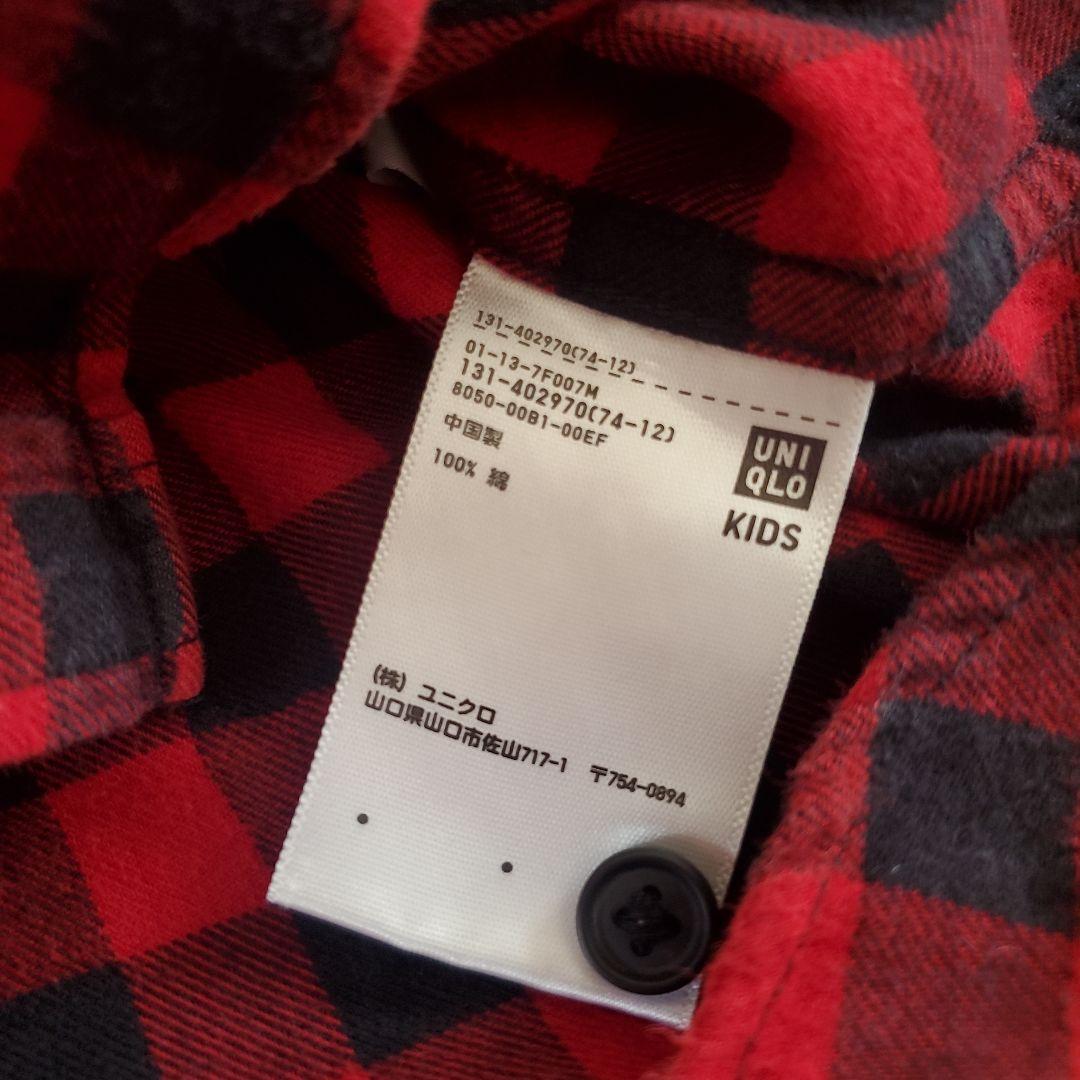 131-402970(74-12)
01-13-7F007M
131-402970(74-12)
8050-00B1-00EF
中国製
100% 綿
UNI
QLO
KIDS
(株) ユニクロ
山口県山口市佐山717-1 〒754-0894